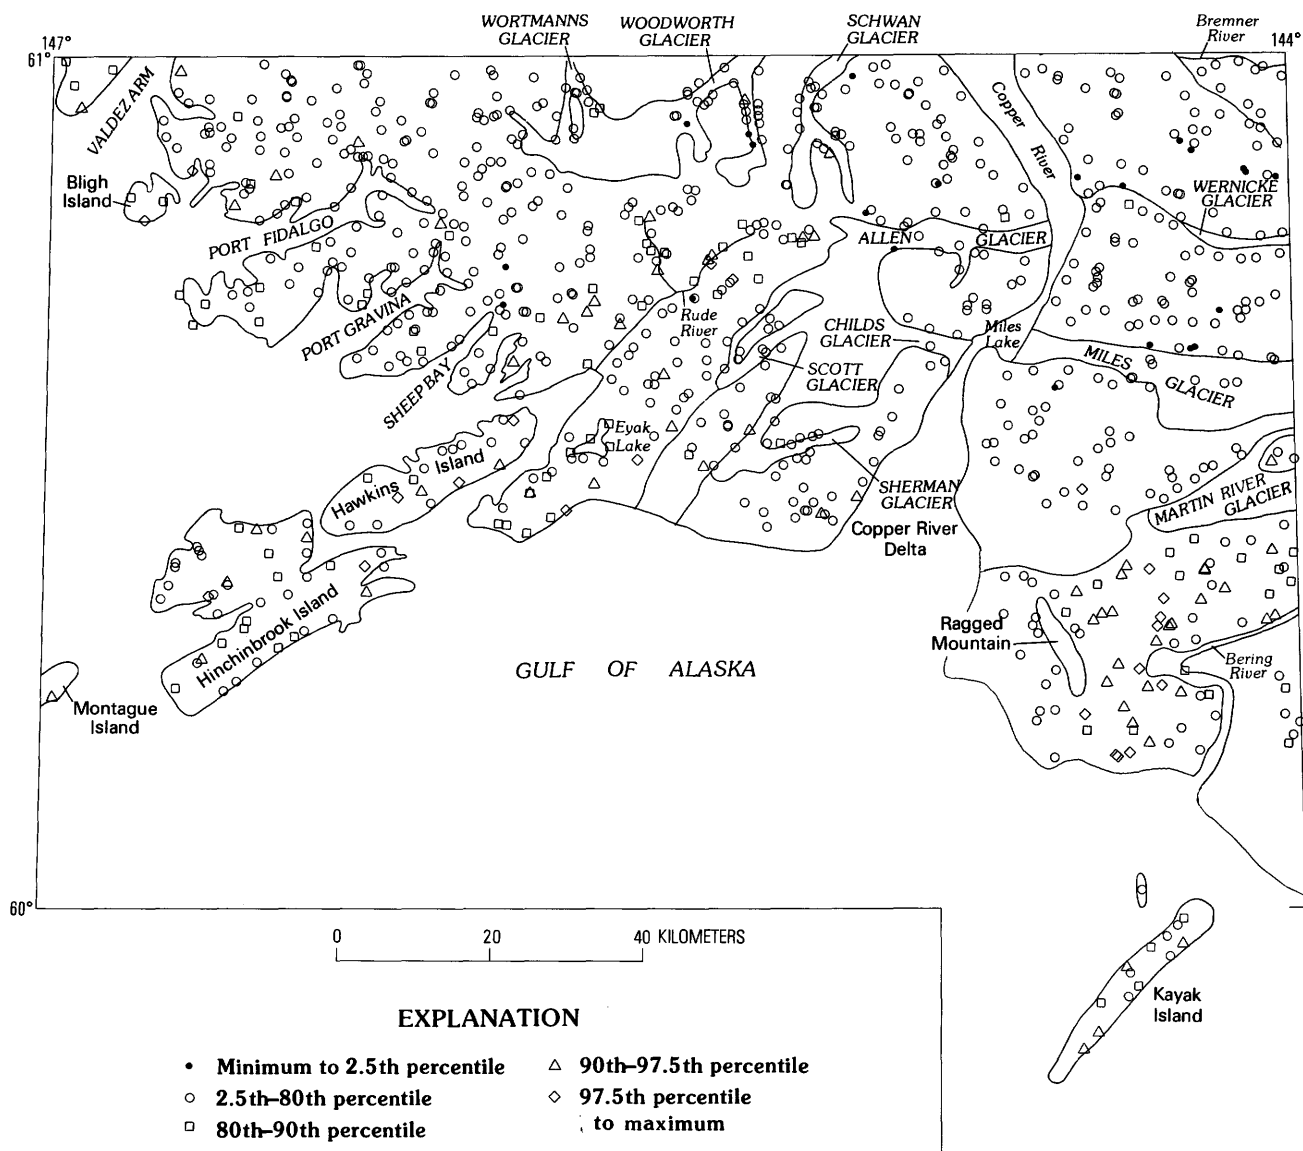 WORTMANNS
GLACIER
WOODWORTH
GLACIER
SCHWAN
GLACIER
Bremner
River
147°
144°
61°
VALDEZ ARM
Copper
River
Bligh
Island
WERNICKE
GLACIER
PORT FIDALGO
ALLEN
GLACIER
PORT GRAVINA
Rude
River
CHILDS
GLACIER
Miles
Lake
MILES
GLACIER
SHEEP BAY
SCOTT
GLACIER
Eyak
Lake
Hawkins
Island
SHERMAN
GLACIER
MARTIN RIVER
GLACIER
Copper River
Delta
Hinchinbrook Island
Ragged
Mountain
GULF OF ALASKA
Bering
River
Montague
Island
60°
0 20 40 KILOMETERS
Kayak
Island
EXPLANATION
Minimum to 2.5th percentile
2.5th–80th percentile
80th–90th percentile
90th–97.5th percentile
97.5th percentile
to maximum